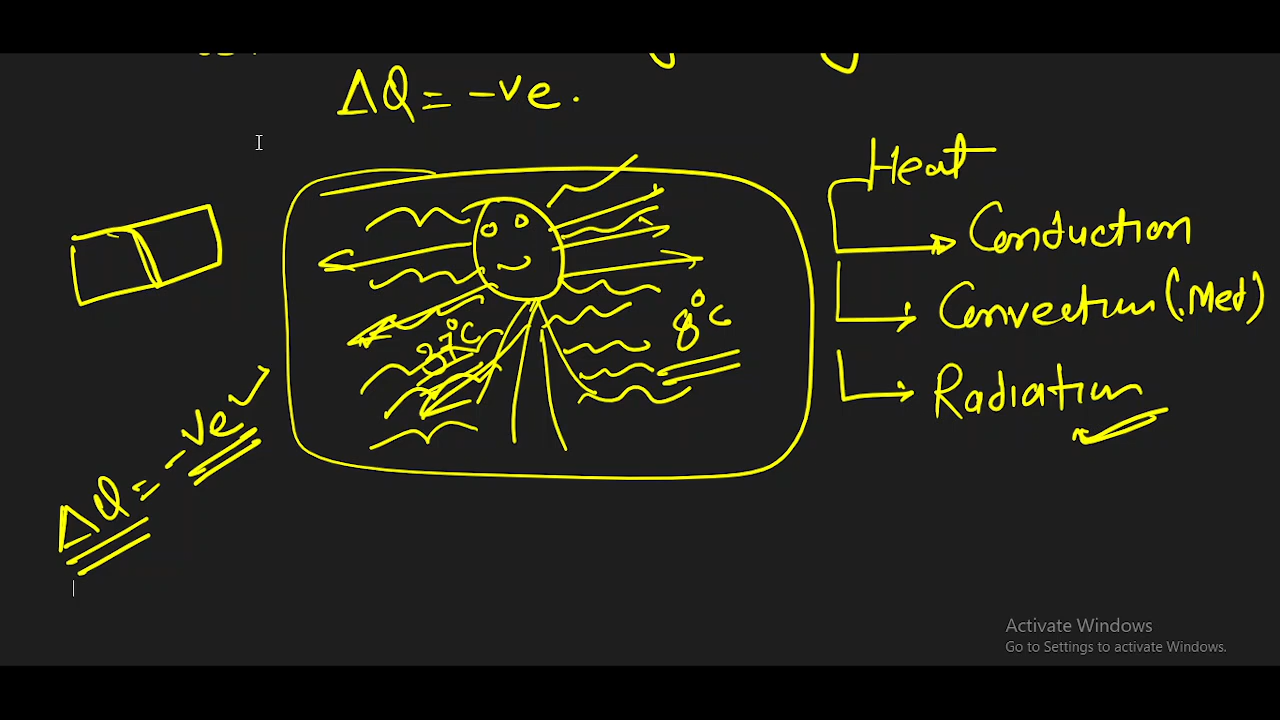 ΔQ = -ve.
Heat
Conduction
Convection (.Med)
Radiation
37°C
8°C
ΔQ = -ve
Activate Windows
Go to Settings to activate Windows.